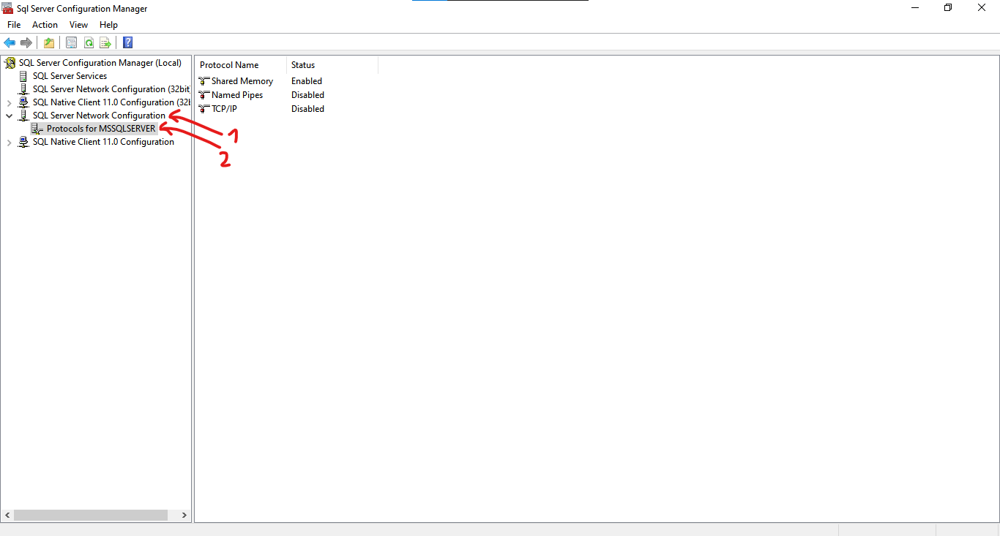 Sql Server Configuration Manager
File Action View Help
SQL Server Configuration Manager (Local)
SQL Server Services
SQL Server Network Configuration (32bit
SQL Native Client 11.0 Configuration (32b
SQL Server Network Configuration
Protocols for MSSQLSERVER
SQL Native Client 11.0 Configuration
1
2
Protocol Name Status
Shared Memory Enabled
Named Pipes Disabled
TCP/IP Disabled